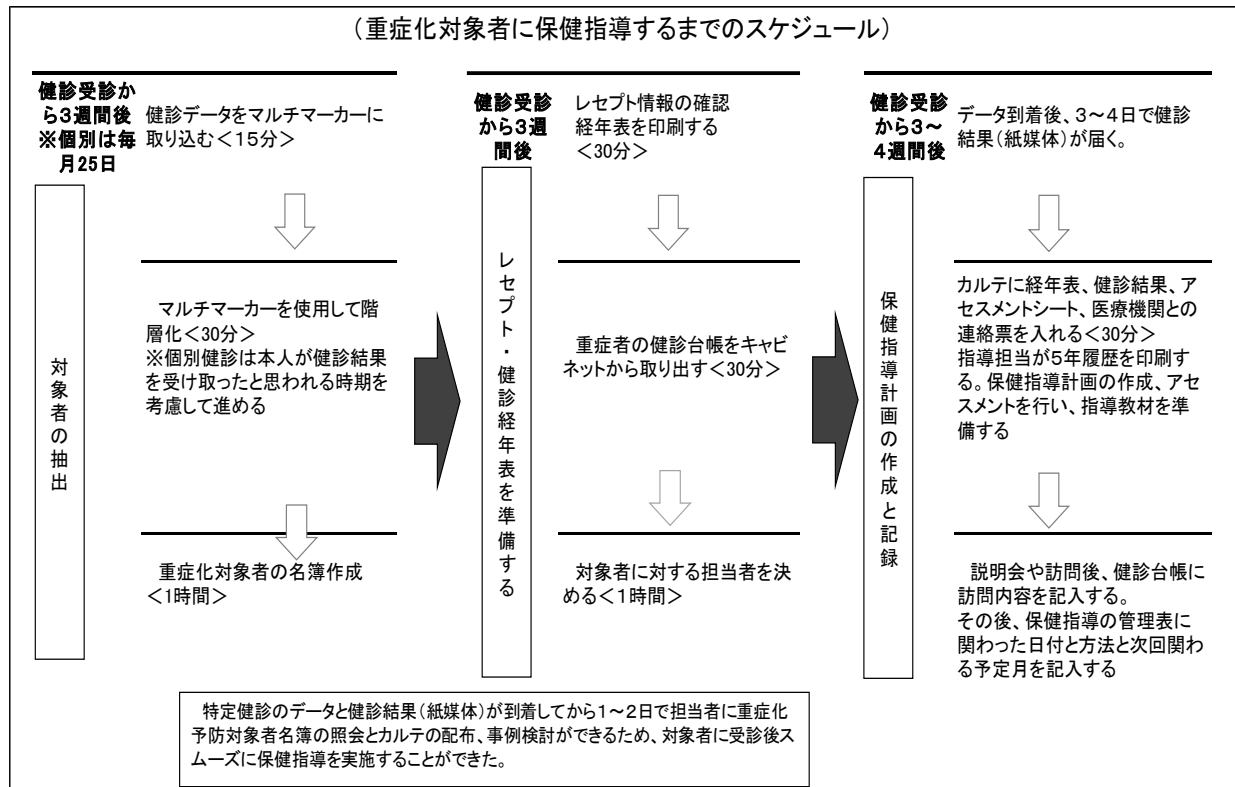 （重症化対象者に保健指導するまでのスケジュール）
健診受診か
ら3週間後
※個別は毎
月25日
健診データをマルチマーカーに
取り込む＜15分＞
対象者の抽出
マルチマーカーを使用して階
層化＜30分＞
※個別健診は本人が健診結果
を受け取ったと思われる時期を
考慮して進める
重症化対象者の名簿作成
＜1時間＞
健診受診
から3週
間後
レセプト情報の確認
経年表を印刷する
＜30分＞
レセプト・健診経年表を準備する
重症者の健診台帳をキャビ
ネットから取り出す＜30分＞
対象者に対する担当者を決
める＜1時間＞
健診受診
から3～
4週間後
データ到着後、3～4日で健診
結果（紙媒体）が届く。
保健指導計画の作成と記録
カルテに経年表、健診結果、ア
セスメントシート、医療機関との
連絡票を入れる＜30分＞
指導担当が5年履歴を印刷す
る。保健指導計画の作成、アセ
スメントを行い、指導教材を準
備する
説明会や訪問後、健診台帳に
訪問内容を記入する。
その後、保健指導の管理表に
関わった日付と方法と次回関わ
る予定月を記入する
特定健診のデータと健診結果（紙媒体）が到着してから1～2日で担当者に重症化
予防対象者名簿の照会とカルテの配布、事例検討ができるため、対象者に受診後ス
ムーズに保健指導を実施することができた。